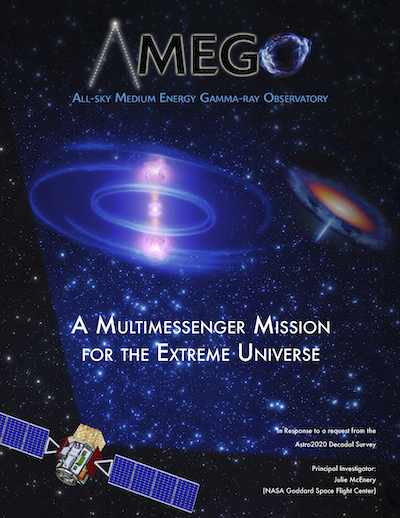 AMEGO
All-sky Medium Energy Gamma-ray Observatory
A Multimessenger Mission
for the Extreme Universe
In Response to a request from the
Astro2020 Decadal Survey
Principal Investigator:
Julie McEnery
(NASA Goddard Space Flight Center)